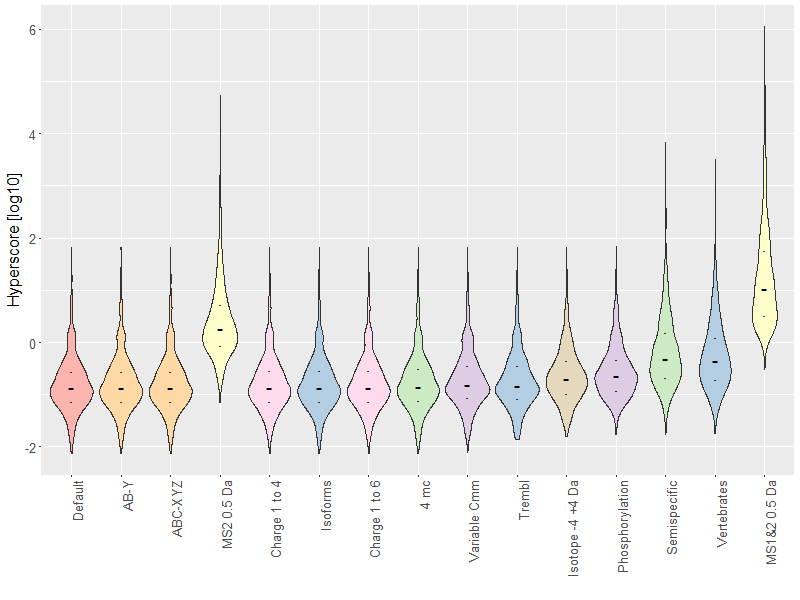 Hyperscore [log10]
6
4
2
0
-2
Default
AB-Y
ABC-XYZ
MS2 0.5 Da
Charge 1 to 4
Isoforms
Charge 1 to 6
4 mc
Variable Cmm
Trembl
Isotope -4 +4 Da
Phosphorylation
Semispecific
Vertebrates
MS1&2 0.5 Da